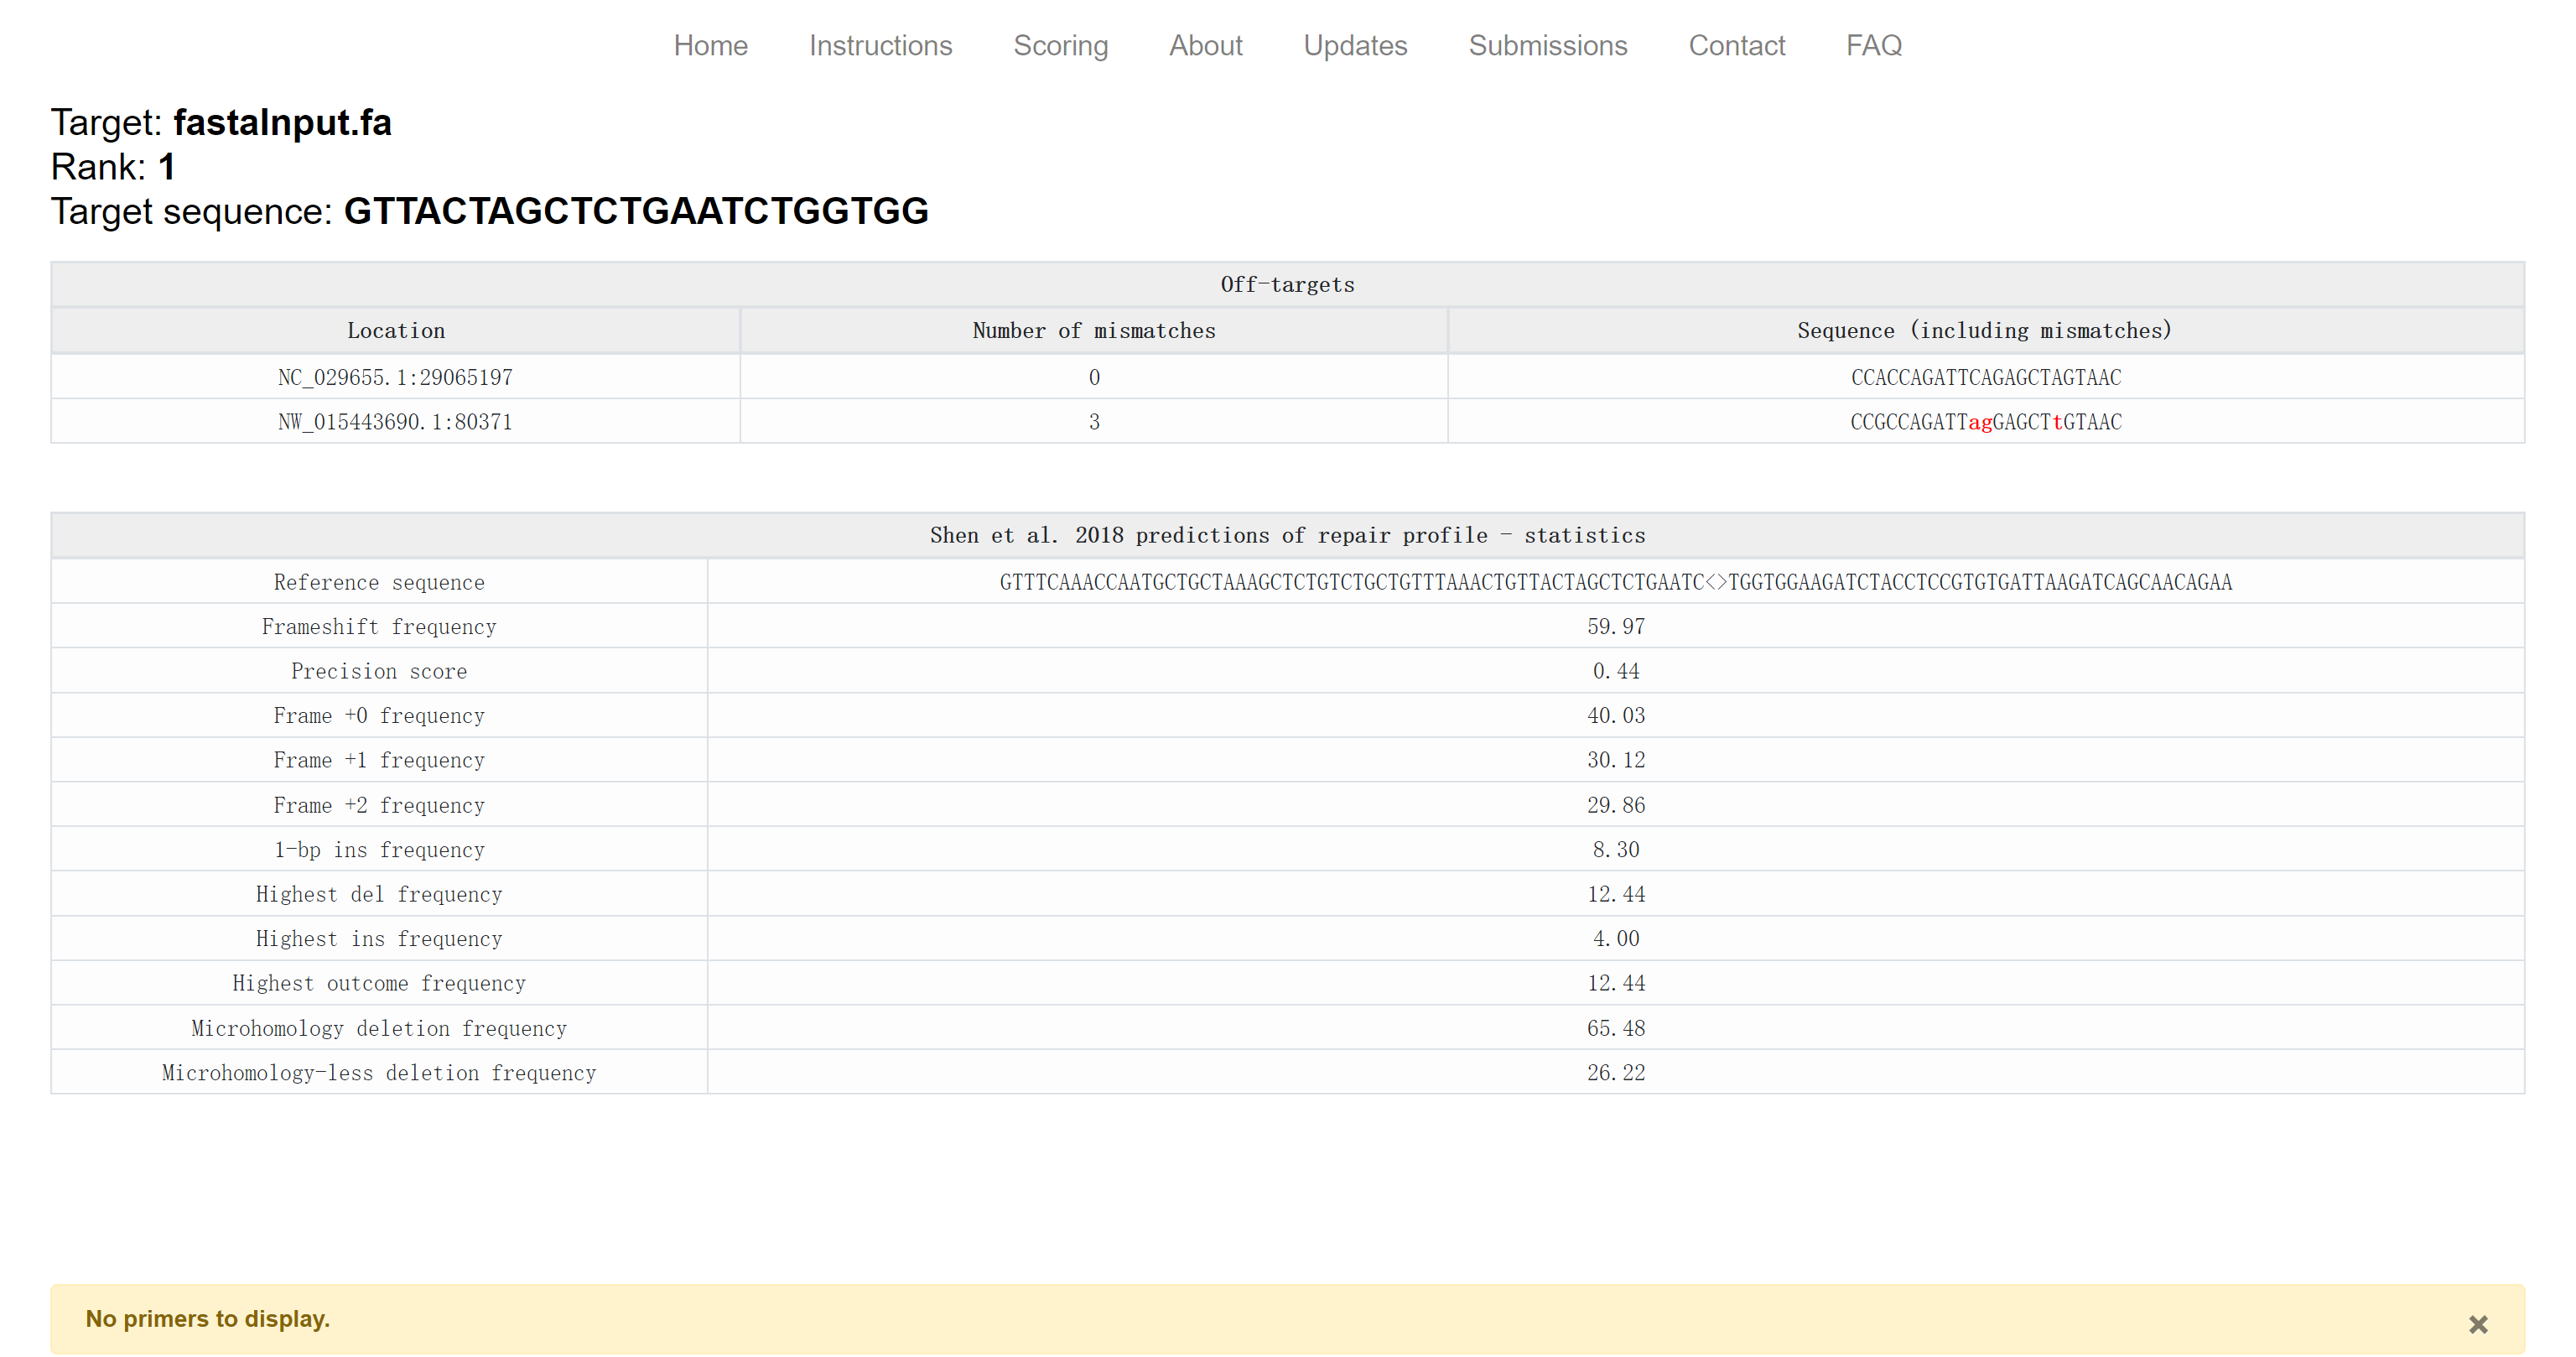 Home Instructions Scoring About Updates Submissions Contact FAQ
Target: fastaInput.fa
Rank: 1
Target sequence: GTTACTAGCTCTGAATCTGGTGG
Off-targets
Location Number of mismatches Sequence (including mismatches)
NC_029655.1:29065197 0 CCACCAGATTCAGAGCTAGTAAC
NW_015443690.1:80371 3 CCGCCAGATTagGAGCTtGTAAC
Shen et al. 2018 predictions of repair profile - statistics
Reference sequence GTTTCAAACCAATGCTGCTAAAGCTCTGTCTGCTGTTTAAACTGTTACTAGCTCTGAATC<>TGGTGGAAGATCTACCTCCGTGTGATTAAGATCAGCAACAGAA
Frameshift frequency 59.97
Precision score 0.44
Frame +0 frequency 40.03
Frame +1 frequency 30.12
Frame +2 frequency 29.86
1-bp ins frequency 8.30
Highest del frequency 12.44
Highest ins frequency 4.00
Highest outcome frequency 12.44
Microhomology deletion frequency 65.48
Microhomology-less deletion frequency 26.22
No primers to display. ×